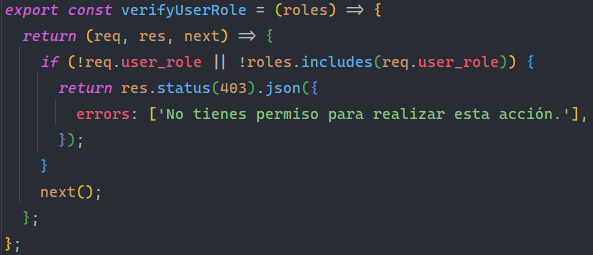 export const verifyUserRole = (roles) => {
  return (req, res, next) => {
    if (!req.user_role || !roles.includes(req.user_role)) {
      return res.status(403).json({
        errors: ['No tienes permiso para realizar esta acción.'],
      });
    }
    next();
  };
};